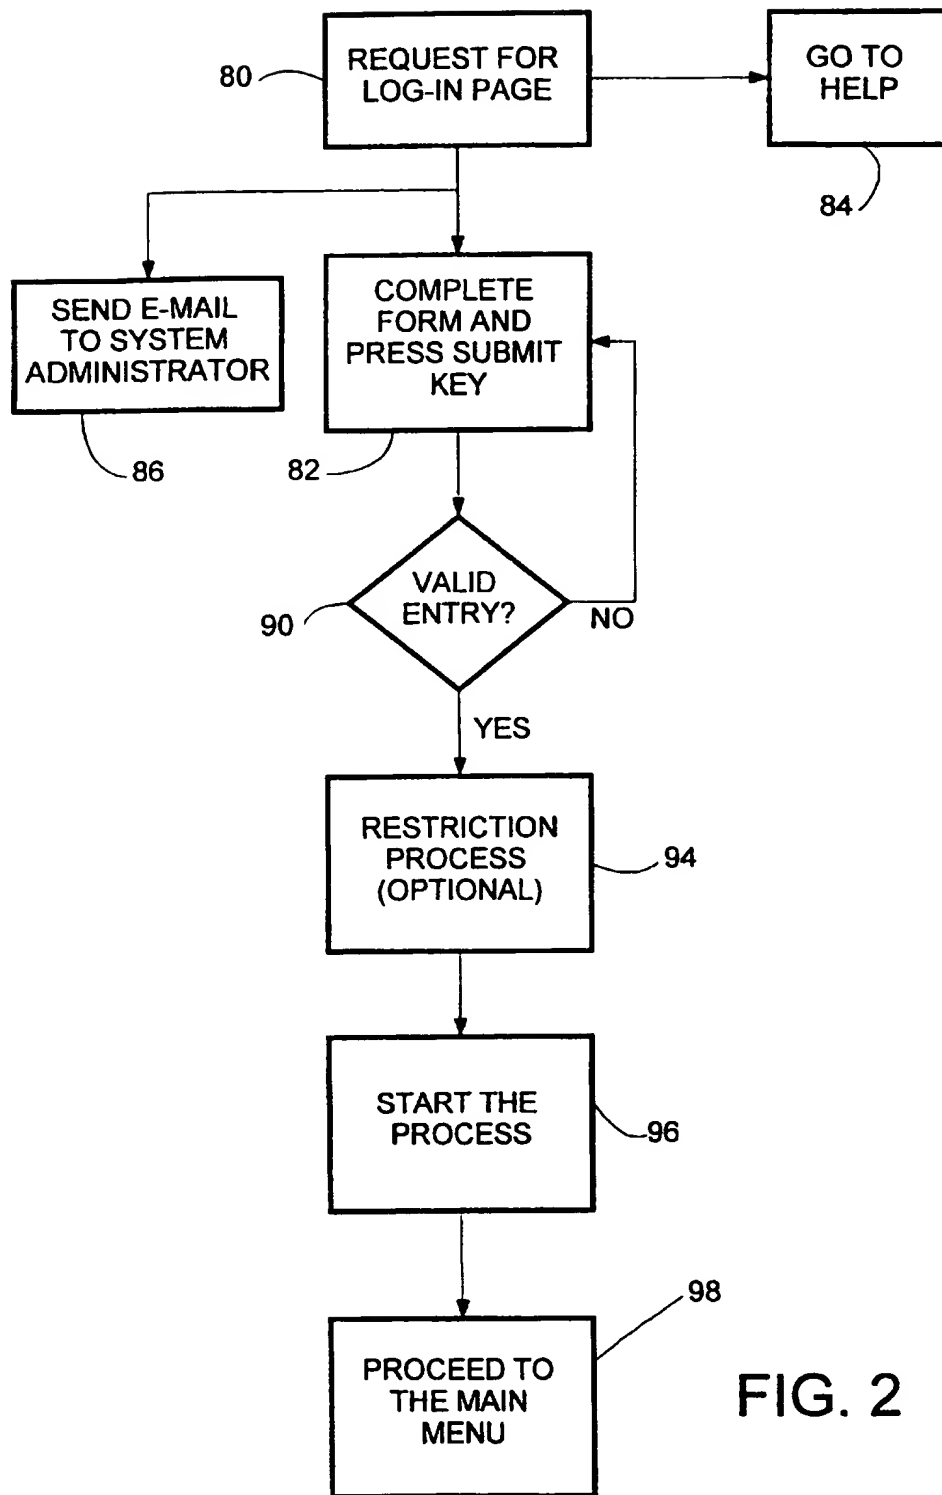 80
REQUEST FOR
LOG-IN PAGE
GO TO
HELP
84
SEND E-MAIL
TO SYSTEM
ADMINISTRATOR
86
COMPLETE
FORM AND
PRESS SUBMIT
KEY
82
90
VALID
ENTRY?
NO
YES
RESTRICTION
PROCESS
(OPTIONAL)
94
START THE
PROCESS
96
98
PROCEED TO
THE MAIN
MENU
FIG. 2